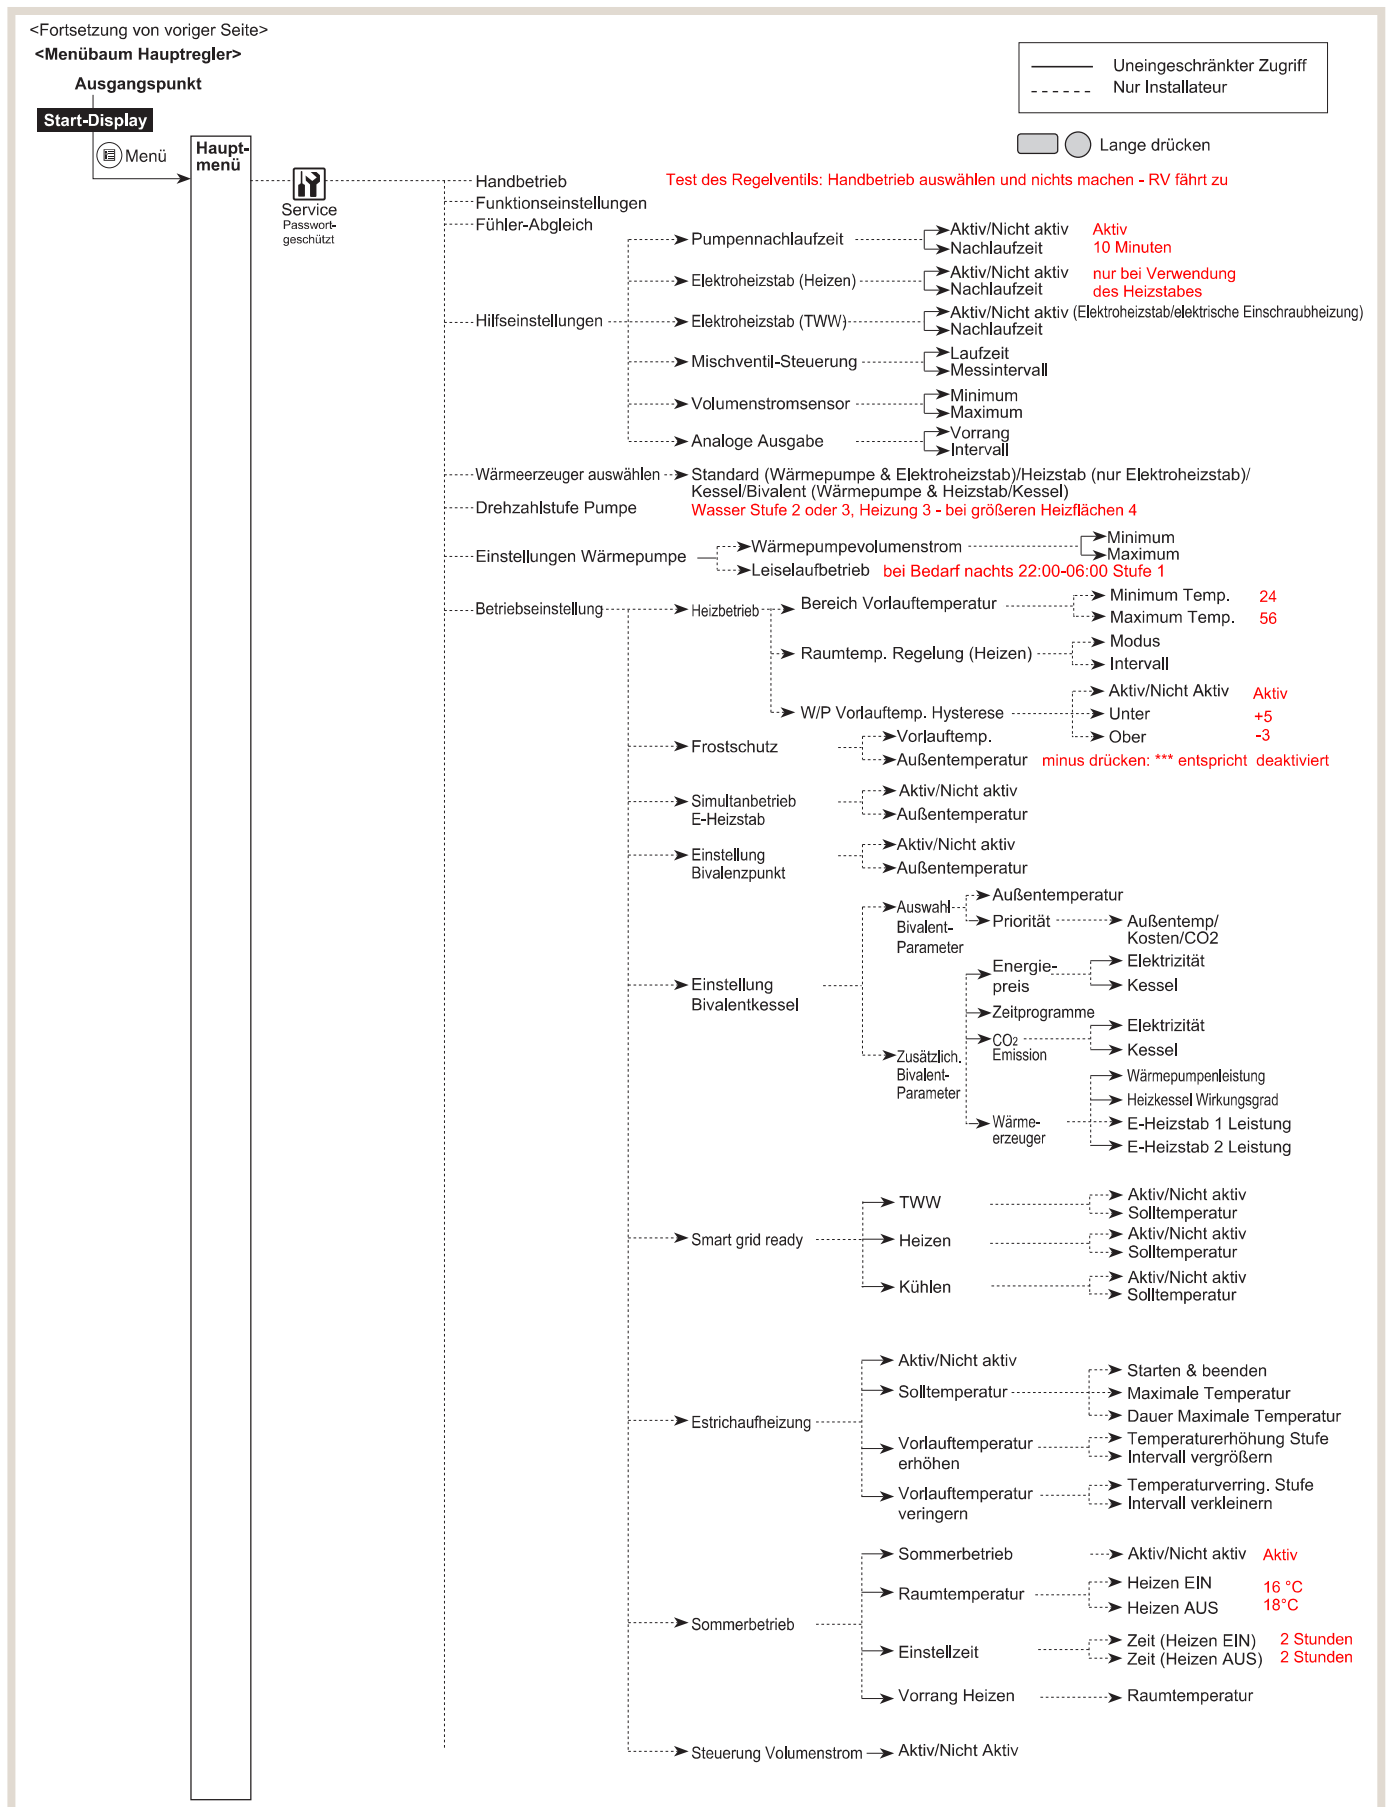 <Fortsetzung von voriger Seite>
<Menübaum Hauptregler>
Ausgangspunkt
Start-Display
Menü
Haupt-
menü
Uneingeschränkter Zugriff
Nur Installateur
Lange drücken
Service
Passwort-
geschützt
Handbetrieb
Test des Regelventils: Handbetrieb auswählen und nichts machen - RV fährt zu
Funktionseinstellungen
Fühler-Abgleich
Hilfseinstellungen
Pumpennachlaufzeit
Aktiv/Nicht aktiv Aktiv
Nachlaufzeit 10 Minuten
Elektroheizstab (Heizen)
Aktiv/Nicht aktiv nur bei Verwendung
Nachlaufzeit des Heizstabes
Elektroheizstab (TWW)
Aktiv/Nicht aktiv (Elektroheizstab/elektrische Einschraubheizung)
Nachlaufzeit
Mischventil-Steuerung
Laufzeit
Messintervall
Volumenstromsensor
Minimum
Maximum
Analoge Ausgabe
Vorrang
Intervall
Wärmeerzeuger auswählen
Standard (Wärmepumpe & Elektroheizstab)/Heizstab (nur Elektroheizstab)/
Kessel/Bivalent (Wärmepumpe & Heizstab/Kessel)
Drehzahlstufe Pumpe
Wasser Stufe 2 oder 3, Heizung 3 - bei größeren Heizflächen 4
Einstellungen Wärmepumpe
Wärmepumpevolumenstrom
Minimum
Maximum
Leiselaufbetrieb bei Bedarf nachts 22:00-06:00 Stufe 1
Betriebseinstellung
Heizbetrieb
Bereich Vorlauftemperatur
Minimum Temp. 24
Maximum Temp. 56
Raumtemp. Regelung (Heizen)
Modus
Intervall
W/P Vorlauftemp. Hysterese
Aktiv/Nicht Aktiv Aktiv
Unter +5
Ober -3
Frostschutz
Vorlauftemp.
Außentemperatur minus drücken: *** entspricht deaktiviert
Simultanbetrieb
E-Heizstab
Aktiv/Nicht aktiv
Außentemperatur
Einstellung
Bivalenzpunkt
Aktiv/Nicht aktiv
Außentemperatur
Einstellung
Bivalentkessel
Auswahl
Bivalent-
Parameter
Außentemperatur
Priorität
Außentemp/
Kosten/CO2
Zusätzlich.
Bivalent-
Parameter
Energie-
preis
Elektrizität
Kessel
Zeitprogramme
CO2
Emission
Elektrizität
Kessel
Wärme-
erzeuger
Wärmepumpenleistung
Heizkessel Wirkungsgrad
E-Heizstab 1 Leistung
E-Heizstab 2 Leistung
Smart grid ready
TWW
Aktiv/Nicht aktiv
Solltemperatur
Heizen
Aktiv/Nicht aktiv
Solltemperatur
Kühlen
Aktiv/Nicht aktiv
Solltemperatur
Estrichaufheizung
Aktiv/Nicht aktiv
Solltemperatur
Starten & beenden
Maximale Temperatur
Dauer Maximale Temperatur
Vorlauftemperatur
erhöhen
Temperaturerhöhung Stufe
Intervall vergrößern
Vorlauftemperatur
veringern
Temperaturverring. Stufe
Intervall verkleinern
Sommerbetrieb
Sommerbetrieb
Aktiv/Nicht aktiv Aktiv
Raumtemperatur
Heizen EIN 16 °C
Heizen AUS 18°C
Einstellzeit
Zeit (Heizen EIN) 2 Stunden
Zeit (Heizen AUS) 2 Stunden
Vorrang Heizen
Raumtemperatur
Steuerung Volumenstrom
Aktiv/Nicht Aktiv